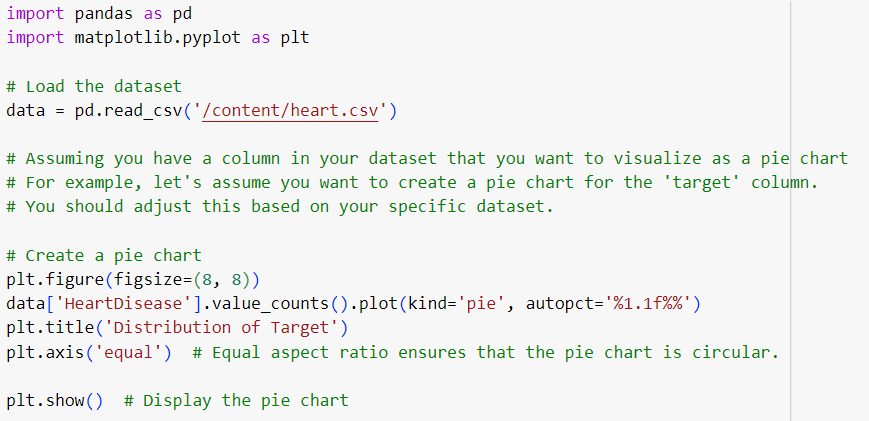 import pandas as pd
import matplotlib.pyplot as plt
# Load the dataset
data = pd.read_csv('/content/heart.csv')
# Assuming you have a column in your dataset that you want to visualize as a pie chart
# For example, let's assume you want to create a pie chart for the 'target' column.
# You should adjust this based on your specific dataset.
# Create a pie chart
plt.figure(figsize=(8, 8))
data['HeartDisease'].value_counts().plot(kind='pie', autopct='%1.1f%%')
plt.title('Distribution of Target')
plt.axis('equal')  # Equal aspect ratio ensures that the pie chart is circular.
plt.show()  # Display the pie chart